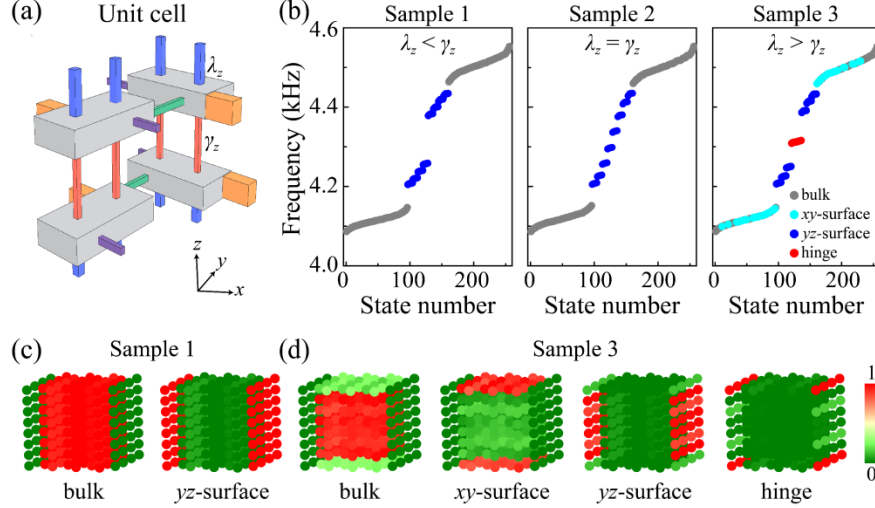 (a)
Unit cell
λz
γz
z
y
x
(b)
Sample 1
Sample 2
Sample 3
λz < γz
λz = γz
λz > γz
Frequency (kHz)
4.6
4.4
4.2
4.0
bulk
xy-surface
yz-surface
hinge
0 100 200
0 100 200
0 100 200
State number
State number
State number
(c)
Sample 1
(d)
Sample 3
1
0
bulk
yz-surface
bulk
xy-surface
yz-surface
hinge